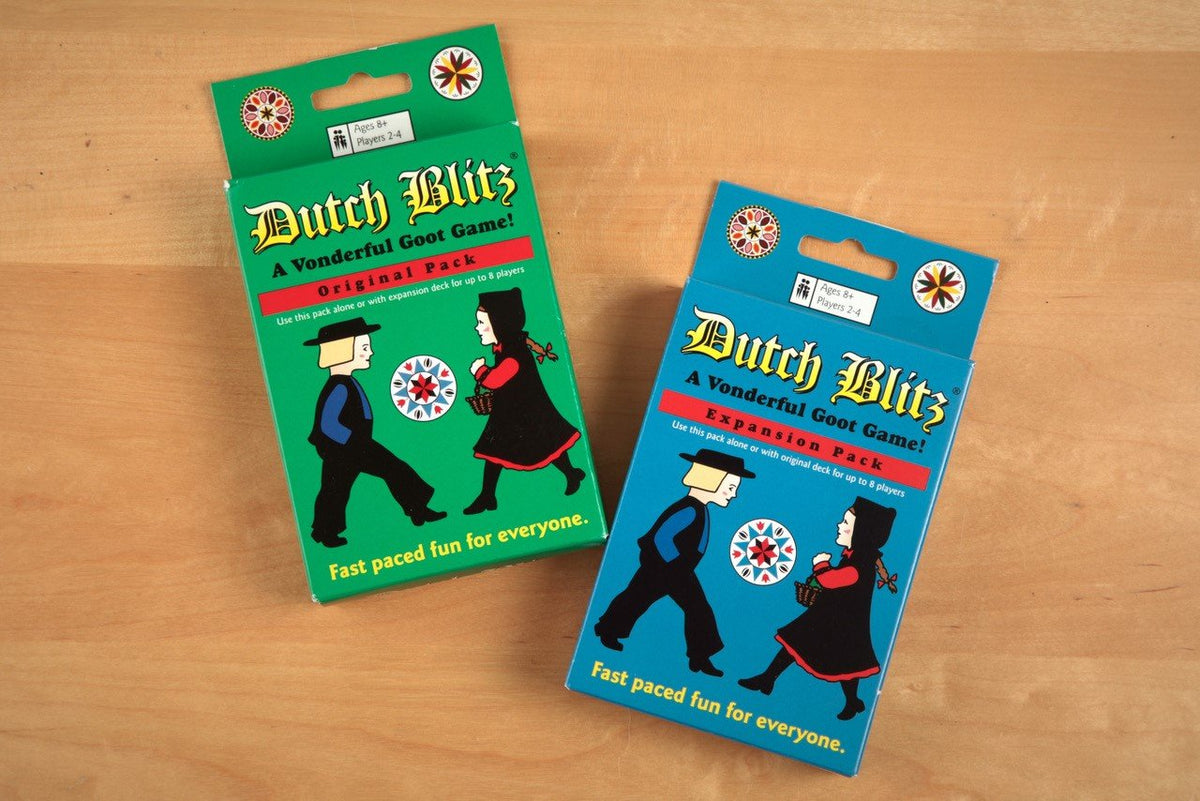 Ages 8+
Players 2-4
Dutch Blitz®
A Vonderful Goot Game!
Original Pack
Use this pack alone or with expansion deck for up to 8 players
Fast paced fun for everyone.
Ages 8+
Players 2-4
Dutch Blitz®
A Vonderful Goot Game!
Expansion Pack
Use this pack alone or with original deck for up to 8 players
Fast paced fun for everyone.